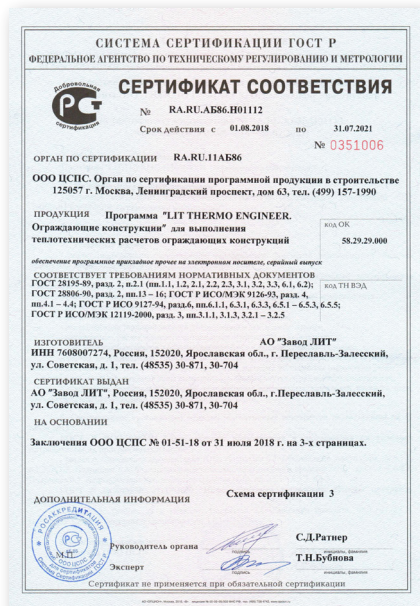 СИСТЕМА СЕРТИФИКАЦИИ ГОСТ Р
ФЕДЕРАЛЬНОЕ АГЕНТСТВО ПО ТЕХНИЧЕСКОМУ РЕГУЛИРОВАНИЮ И МЕТРОЛОГИИ
Добровольная
сертификация
СЕРТИФИКАТ СООТВЕТСТВИЯ
№ RA.RU.АБ86.Н01112
Срок действия с 01.08.2018 по 31.07.2021
№ 0351006
ОРГАН ПО СЕРТИФИКАЦИИ RA.RU.11АБ86
ООО ЦСПС. Орган по сертификации программной продукции в строительстве
125057 г. Москва, Ленинградский проспект, дом 63, тел. (499) 157-1990
ПРОДУКЦИЯ Программа "LIT THERMO ENGINEER.
Ограждающие конструкции" для выполнения
теплотехнических расчетов ограждающих конструкций
код ОК
58.29.29.000
обеспечение программное прикладное прочее на электронном носителе, серийный выпуск
СООТВЕТСТВУЕТ ТРЕБОВАНИЯМ НОРМАТИВНЫХ ДОКУМЕНТОВ
код ТН ВЭД
ГОСТ 28195-89, разд. 2, п.2.1 (пп.1.1, 1.2, 2.1, 2.2, 2.3, 3.1, 3.2, 3.3, 6.1, 6.2);
ГОСТ 28806-90, разд. 2, пп.13 – 16; ГОСТ Р ИСО/МЭК 9126-93, разд. 4,
пп.4.1 – 4.4; ГОСТ Р ИСО 9127-94, разд.6, пп.6.1.1, 6.3.1, 6.3.3, 6.5.1 – 6.5.3, 6.5.5;
ГОСТ Р ИСО/МЭК 12119-2000, разд. 3, пп.3.1.1, 3.1.3, 3.2.1 – 3.2.5
ИЗГОТОВИТЕЛЬ АО "Завод ЛИТ"
ИНН 7608007274, Россия, 152020, Ярославская обл., г. Переславль-Залесский,
ул. Советская, д. 1, тел. (48535) 30-871, 30-704
СЕРТИФИКАТ ВЫДАН
АО "Завод ЛИТ", Россия, 152020, Ярославская обл., г.Переславль-Залесский,
ул. Советская, д. 1, тел. (48535) 30-871, 30-704
НА ОСНОВАНИИ
Заключения ООО ЦСПС № 01-51-18 от 31 июля 2018 г. на 3-х страницах.
ДОПОЛНИТЕЛЬНАЯ ИНФОРМАЦИЯ
Схема сертификации 3
РОСАККРЕДИТАЦИЯ
ООО ЦСПС
М.П.
Руководитель органа
подпись
С.Д.Ратнер
инициалы, фамилия
Эксперт
подпись
Т.Н.Бубнова
инициалы, фамилия
Сертификат не применяется при обязательной сертификации